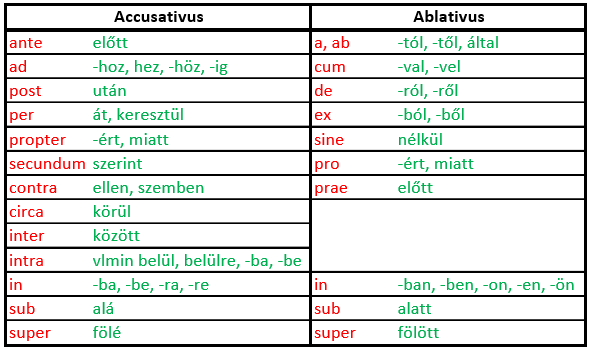 Accusativus Ablativus
ante előtt a, ab -tól, -től, által
ad -hoz, hez, -höz, -ig cum -val, -vel
post után de -ról, -ről
per át, keresztül ex -ból, -ből
propter -ért, miatt sine nélkül
secundum szerint pro -ért, miatt
contra ellen, szemben prae előtt
circa körül
inter között
intra vlmin belül, belülre, -ba, -be
in -ba, -be, -ra, -re in -ban, -ben, -on, -en, -ön
sub alá sub alatt
super fölé super fölött